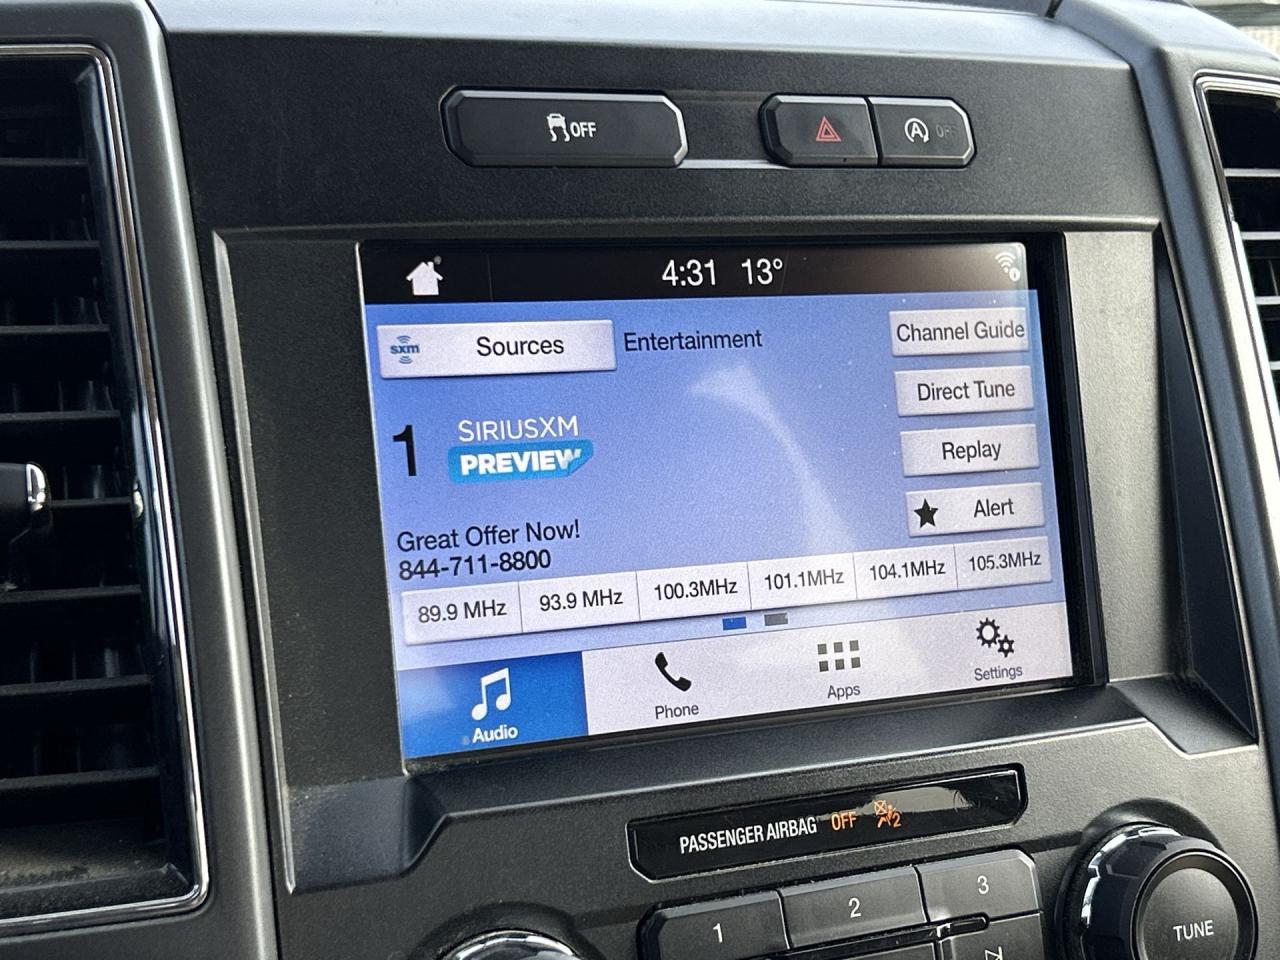 OFF
A OFF
4:31 13°
sxm Sources Entertainment
Channel Guide
Direct Tune
1 SIRIUSXM
PREVIEW
Replay
Alert
Great Offer Now!
844-711-8800
89.9 MHz 93.9 MHz 100.3MHz 101.1MHz 104.1MHz 105.3MHz
Audio Phone Apps Settings
PASSENGER AIRBAG OFF 2
1 2 3
TUNE